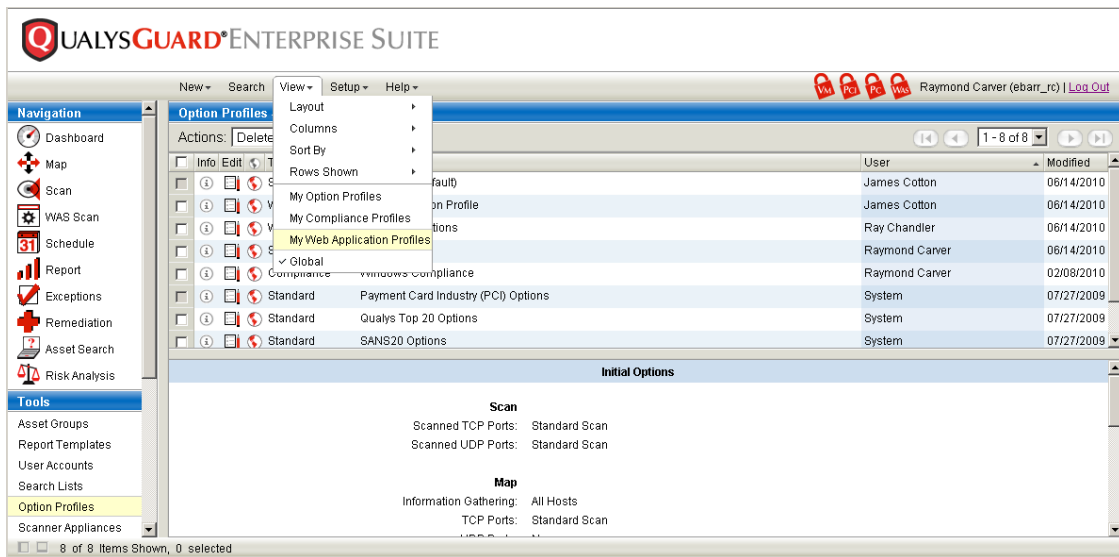 QUALYSGUARD® ENTERPRISE SUITE
New Search View Setup Help
VM PCI PC WAS Raymond Carver (ebarr_rc) | Log Out
Navigation
Dashboard
Map
Scan
WAS Scan
31 Schedule
Report
Exceptions
Remediation
Asset Search
Risk Analysis
Tools
Asset Groups
Report Templates
User Accounts
Search Lists
Option Profiles
Scanner Appliances
Layout
Columns
Sort By
Rows Shown
My Option Profiles
My Compliance Profiles
My Web Application Profiles
Global
Option Profiles
Actions: Delete 1 - 8 of 8
Info Edit User Modified
James Cotton 06/14/2010
James Cotton 06/14/2010
Ray Chandler 06/14/2010
Raymond Carver 06/14/2010
Compliance Windows Compliance Raymond Carver 02/08/2010
Standard Payment Card Industry (PCI) Options System 07/27/2009
Standard Qualys Top 20 Options System 07/27/2009
Standard SANS20 Options System 07/27/2009
Initial Options
Scan
Scanned TCP Ports: Standard Scan
Scanned UDP Ports: Standard Scan
Map
Information Gathering: All Hosts
TCP Ports: Standard Scan
8 of 8 Items Shown, 0 selected